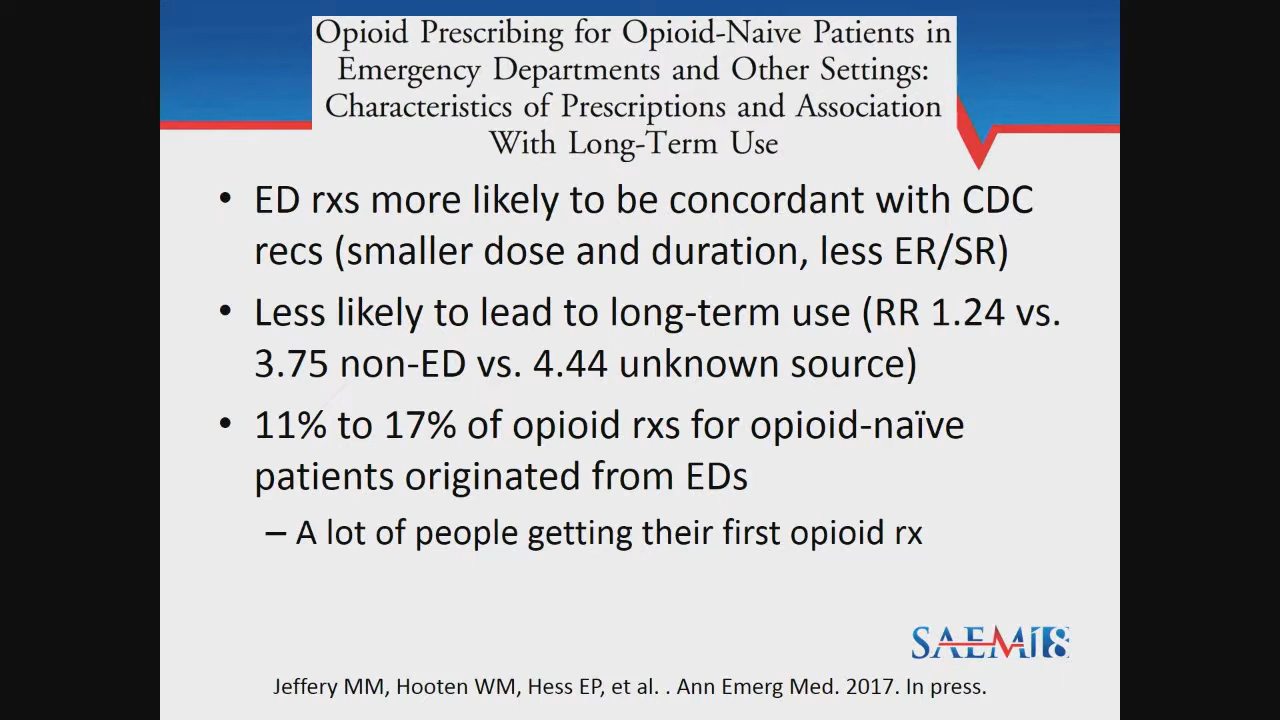 Opioid Prescribing for Opioid-Naive Patients in
Emergency Departments and Other Settings:
Characteristics of Prescriptions and Association
With Long-Term Use
• ED rxs more likely to be concordant with CDC
recs (smaller dose and duration, less ER/SR)
• Less likely to lead to long-term use (RR 1.24 vs.
3.75 non-ED vs. 4.44 unknown source)
• 11% to 17% of opioid rxs for opioid-naïve
patients originated from EDs
– A lot of people getting their first opioid rx
SAEM18
Jeffery MM, Hooten WM, Hess EP, et al. . Ann Emerg Med. 2017. In press.